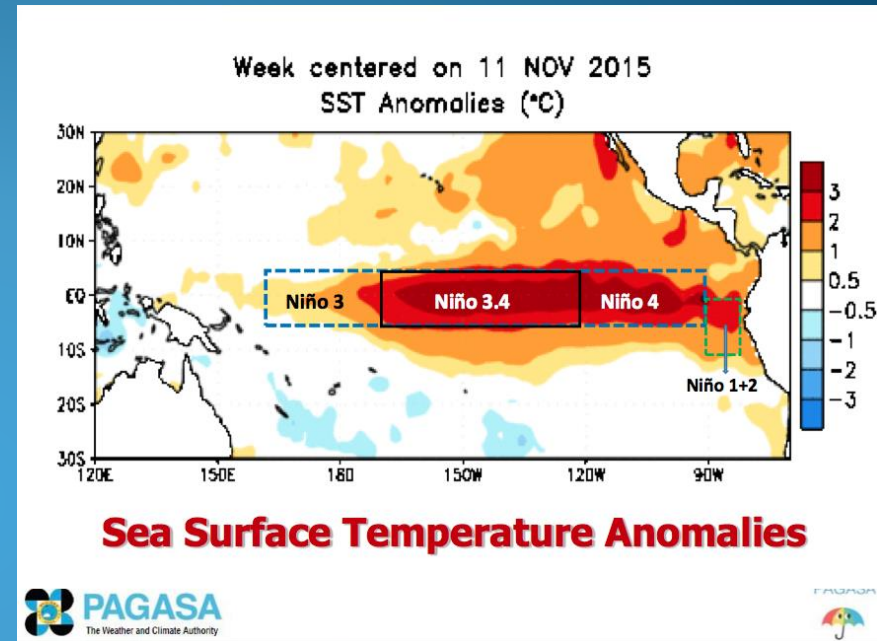 Week centered on 11 NOV 2015
SST Anomalies (°C)
30N
20N
10N
EQ
10S
20S
30S
120E 150E 180 150W 120W 90W
Niño 3 Niño 3.4 Niño 4
Niño 1+2
3
2
1
0.5
-0.5
-1
-2
-3
Sea Surface Temperature Anomalies
PAGASA
The Weather and Climate Authority
PAGASA